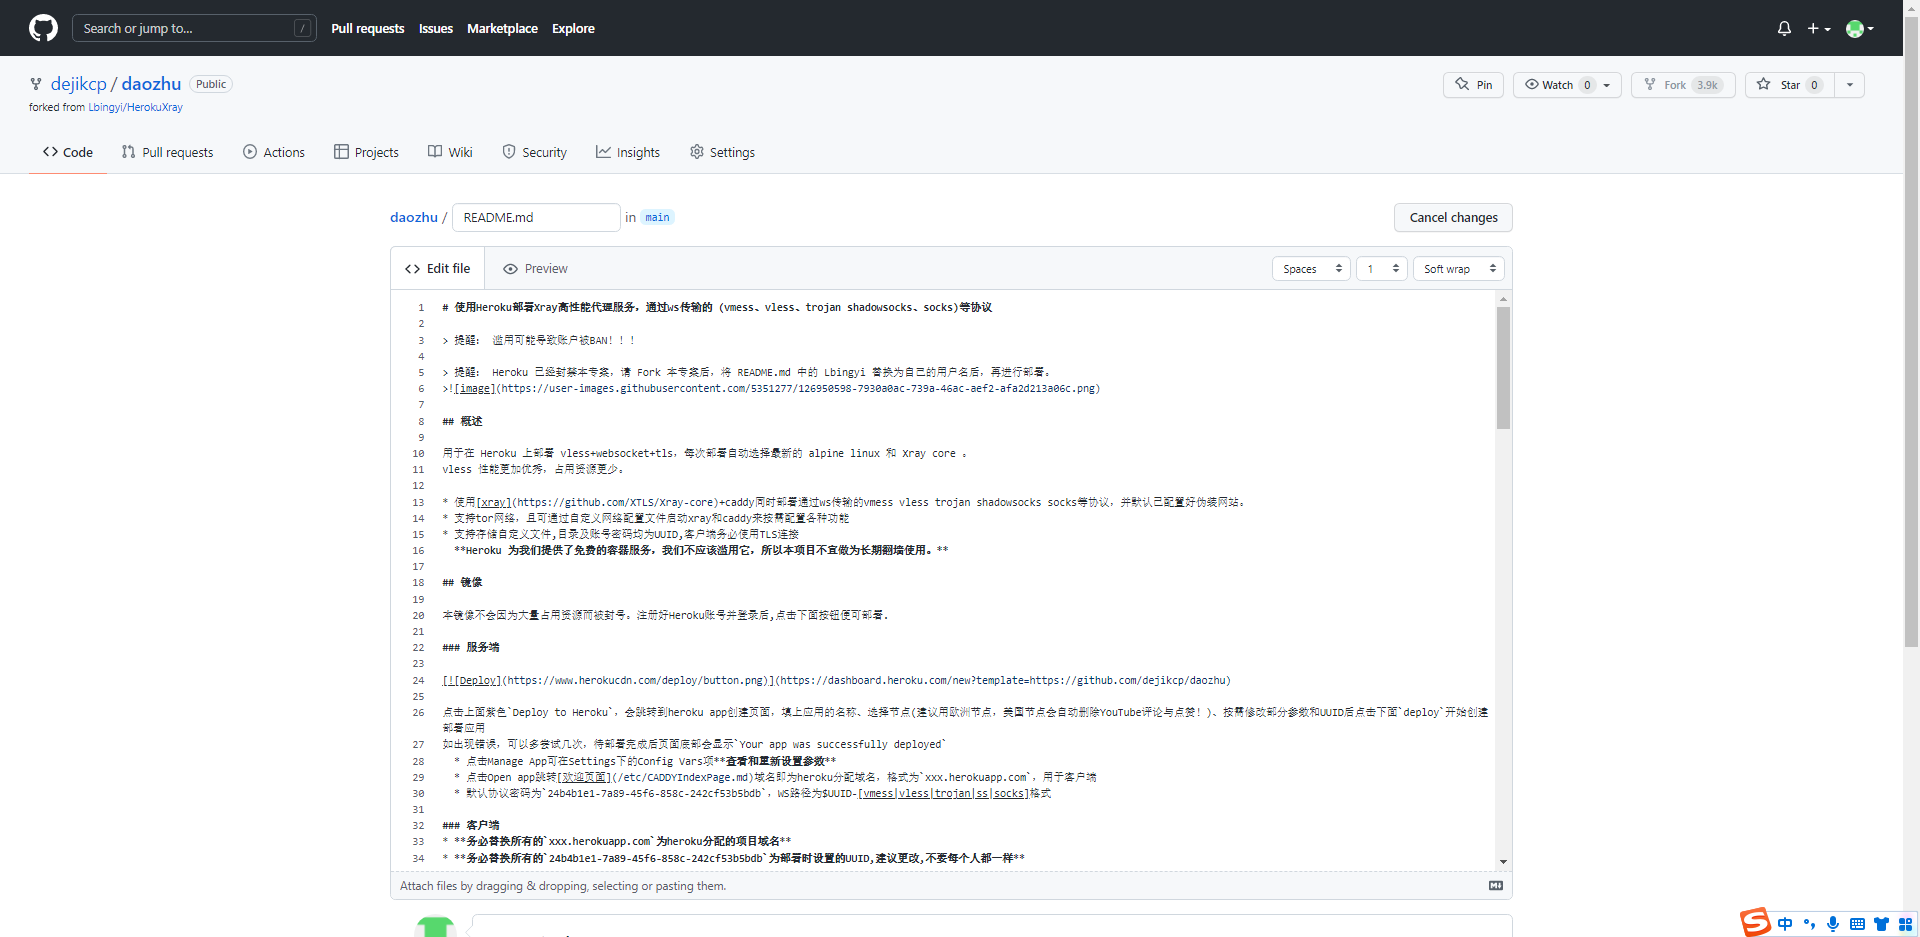 Search or jump to... /
Pull requests Issues Marketplace Explore
dejikcp / daozhu Public
forked from Lbingyi/HerokuXray
Pin Watch 0 Fork 3.9k Star 0
Code Pull requests Actions Projects Wiki Security Insights Settings
daozhu / README.md in main
Cancel changes
Edit file Preview Spaces 1 Soft wrap
1 # 使用Heroku部署Xray高性能代理服务，通过ws传输的 (vmess、vless、trojan shadowsocks、socks)等协议
2
3 > 提醒： 滥用可能导致账户被BAN！！！
4
5 > 提醒： Heroku 已经封禁本专案，请 Fork 本专案后，将 README.md 中的 Lbingyi 替换为自己的用户名后，再进行部署。
6 >![image](https://user-images.githubusercontent.com/5351277/126950598-7930a0ac-739a-46ac-aef2-afa2d213a06c.png)
7
8 ## 概述
9
10 用于在 Heroku 上部署 vless+websocket+tls，每次部署自动选择最新的 alpine linux 和 Xray core 。
11 vless 性能更加优秀，占用资源更少。
12
13 * 使用[xray](https://github.com/XTLS/Xray-core)+caddy同时部署通过ws传输的vmess vless trojan shadowsocks socks等协议，并默认已配置好伪装网站。
14 * 支持tor网络，且可通过自定义网络配置文件启动xray和caddy来按需配置各种功能
15 * 支持存储自定义文件,目录及账号密码均为UUID,客户端务必使用TLS连接
16 **Heroku 为我们提供了免费的容器服务，我们不应该滥用它，所以本项目不宜做为长期翻墙使用。**
17
18 ## 镜像
19
20 本镜像不会因为大量占用资源而被封号。注册好Heroku账号并登录后,点击下面按钮便可部署.
21
22 ### 服务端
23
24 [![Deploy](https://www.herokucdn.com/deploy/button.png)](https://dashboard.heroku.com/new?template=https://github.com/dejikcp/daozhu)
25
26 点击上面紫色`Deploy to Heroku`，会跳转到heroku app创建页面，填上应用的名称、选择节点(建议用欧洲节点，美国节点会自动删除YouTube评论与点赞！)、按需修改部分参数和UUID后点击下面`deploy`开始创建
部署应用
27 如出现错误，可以多尝试几次，待部署完成后页面底部会显示`Your app was successfully deployed`
28 * 点击Manage App可在Settings下的Config Vars项**查看和重新设置参数**
29 * 点击Open app跳转[欢迎页面](/etc/CADDYIndexPage.md)域名即为heroku分配域名，格式为`xxx.herokuapp.com`，用于客户端
30 * 默认协议密码为`24b4b1e1-7a89-45f6-858c-242cf53b5bdb`，WS路径为$UUID-[vmess|vless|trojan|ss|socks]格式
31
32 ### 客户端
33 * **务必替换所有的`xxx.herokuapp.com`为heroku分配的项目域名**
34 * **务必替换所有的`24b4b1e1-7a89-45f6-858c-242cf53b5bdb`为部署时设置的UUID,建议更改,不要每个人都一样**
Attach files by dragging & dropping, selecting or pasting them.
中